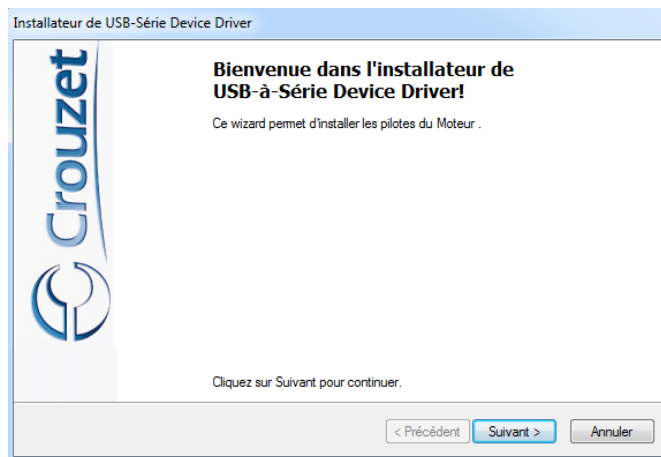 Installateur de USB-Série Device Driver
Crouzet
Bienvenue dans l'installateur de
USB-à-Série Device Driver!
Ce wizard permet d'installer les pilotes du Moteur .
Cliquez sur Suivant pour continuer.
< Précédent
Suivant >
Annuler